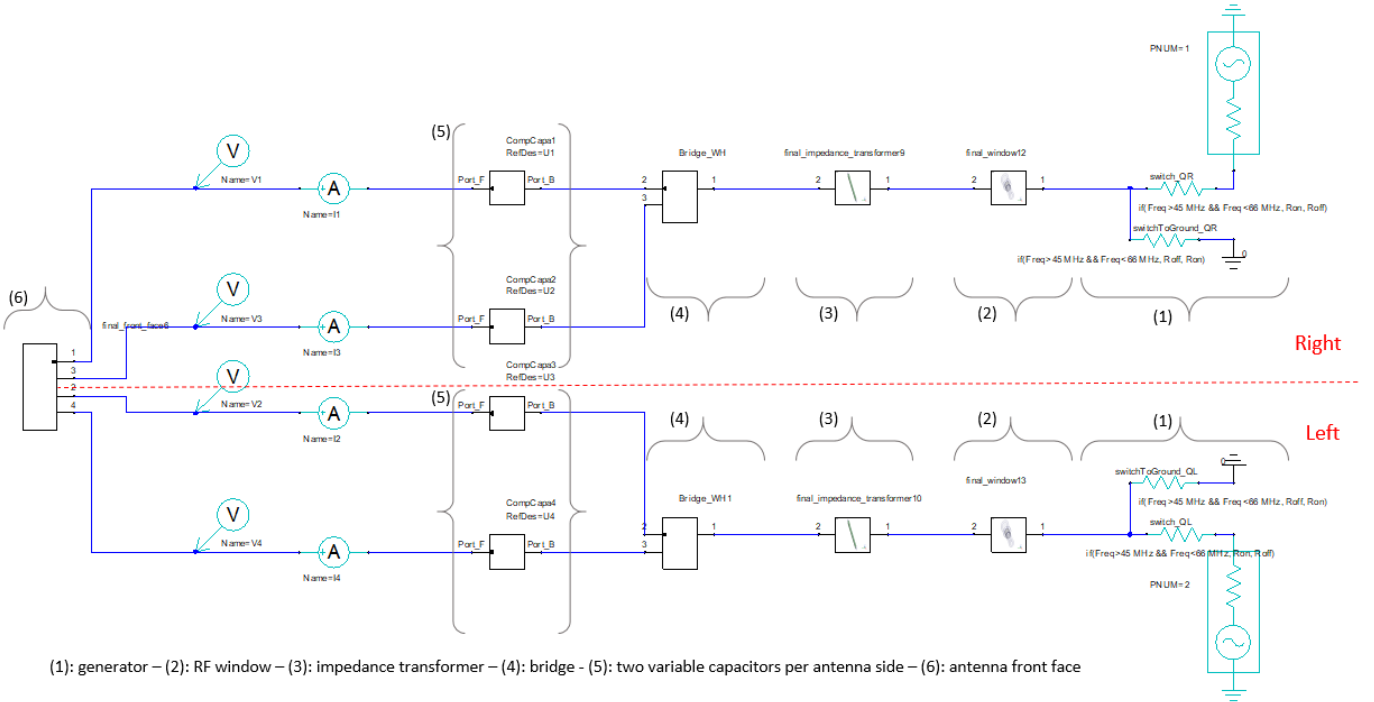 PNUM=1
V
Name=V1
A
Name=I1
(5)
CompCapa1
RefDes=U1
Port_F
Port_B
Bridge_WH
2
3
1
final_impedance_transformer9
2
1
final_window12
2
1
switch_QR
if(Freq>45 MHz && Freq<66 MHz, Ron, Roff)
switchToGround_QR
0
if(Freq>45 MHz && Freq<66 MHz, Roff, Ron)
(6)
final_front_face6
V
Name=V3
A
Name=I3
CompCapa2
RefDes=U2
Port_F
Port_B
(4)
(3)
(2)
(1)
Right
1
3
2
4
V
Name=V2
A
Name=I2
CompCapa3
RefDes=U3
(5)
Port_F
Port_B
(4)
(3)
(2)
(1)
Left
V
Name=V4
A
Name=I4
CompCapa4
RefDes=U4
Port_F
Port_B
Bridge_WH1
2
3
1
final_impedance_transformer10
2
1
final_window13
2
1
switchToGround_QL
0
if(Freq>45 MHz && Freq<66 MHz, Roff, Ron)
switch_QL
if(Freq>45 MHz && Freq<66 MHz, Ron, Roff)
PNUM=2
(1): generator – (2): RF window – (3): impedance transformer – (4): bridge - (5): two variable capacitors per antenna side – (6): antenna front face